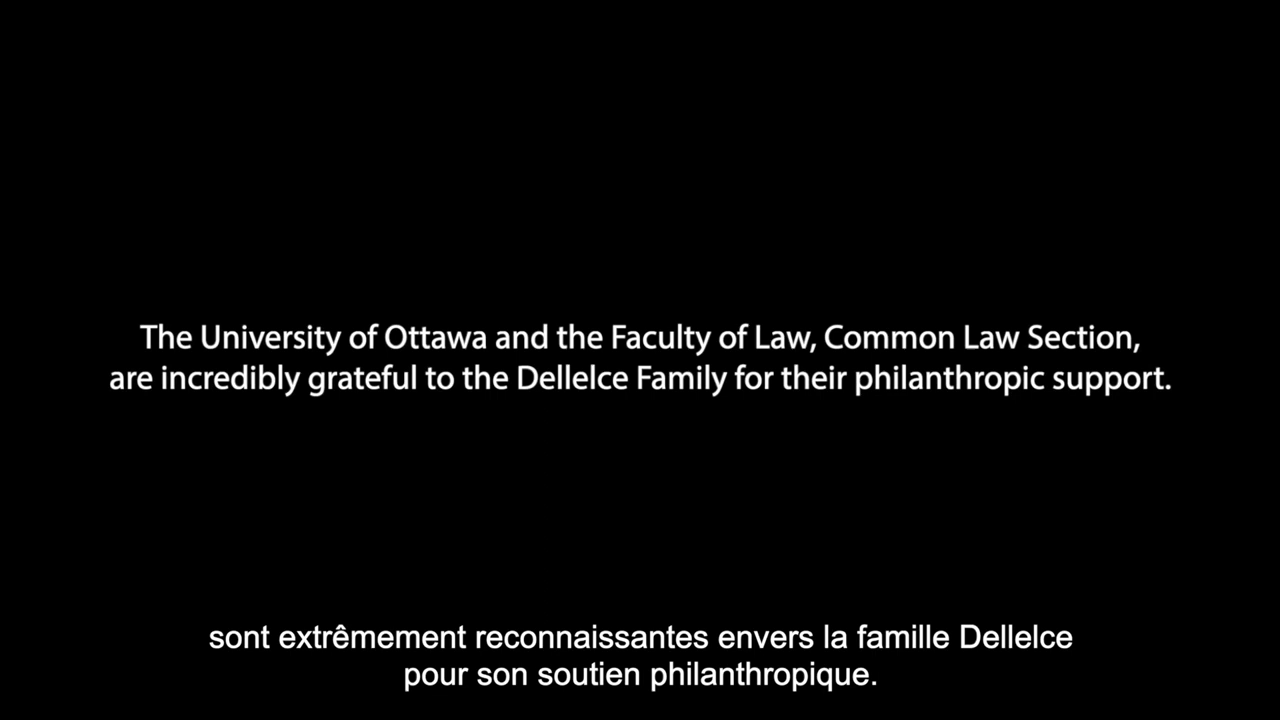 The University of Ottawa and the Faculty of Law, Common Law Section,
are incredibly grateful to the Dellelce Family for their philanthropic support.
sont extrêmement reconnaissantes envers la famille Dellelce
pour son soutien philanthropique.